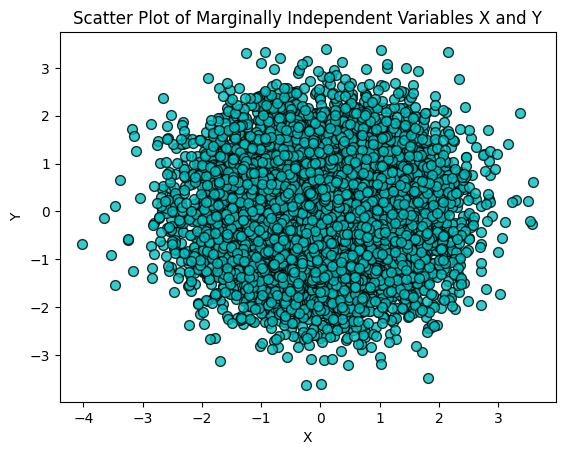 Scatter Plot of Marginally Independent Variables X and Y
3
2
1
0
−1
−2
−3
Y
−4 −3 −2 −1 0 1 2 3
X